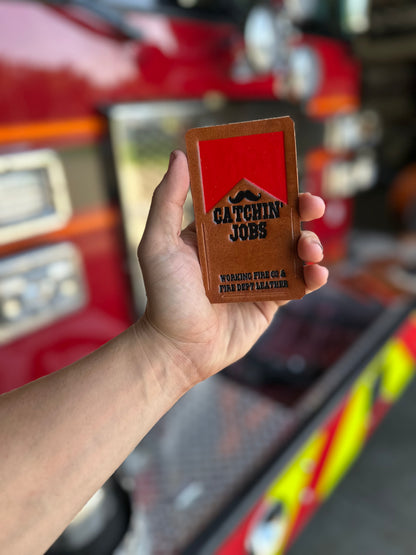 CATCHIN'
JOBS
WORKING FIRE CO &
FIRE DEPT LEATHER